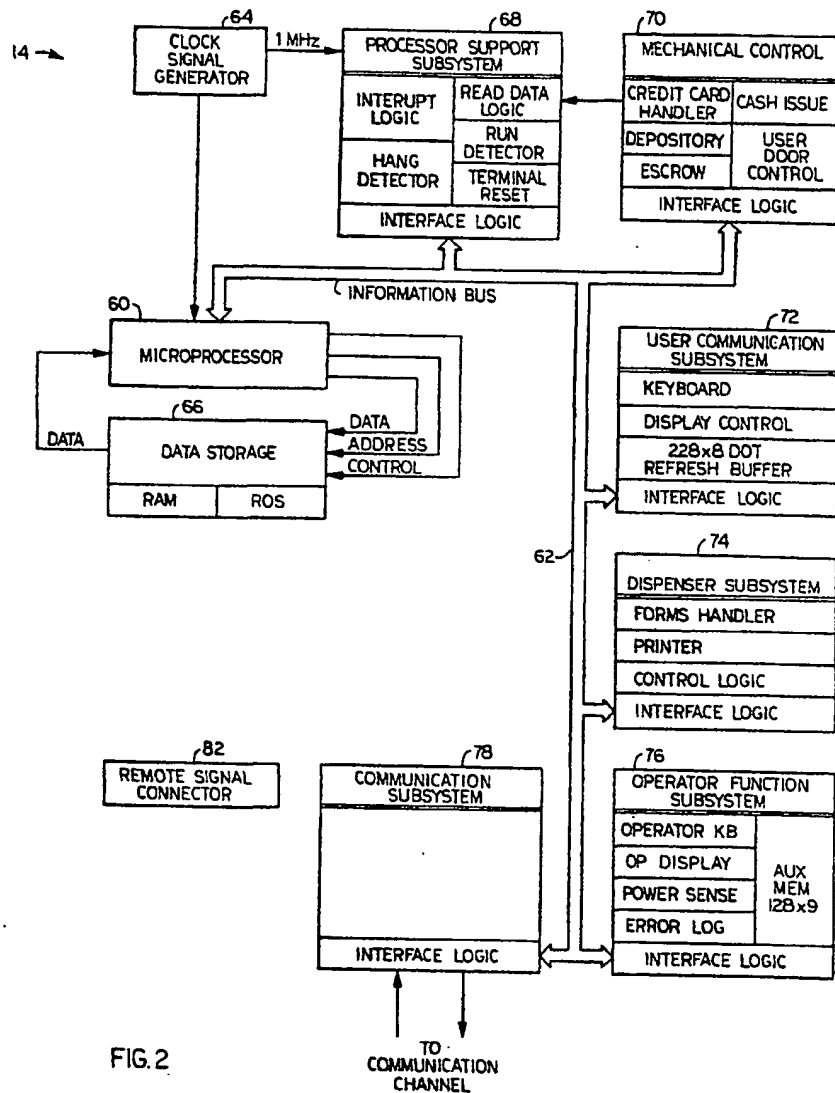 14
64
CLOCK
SIGNAL
GENERATOR
1 MHz
68
PROCESSOR SUPPORT
SUBSYSTEM
INTERUPT
LOGIC
READ DATA
LOGIC
RUN
DETECTOR
HANG
DETECTOR
TERMINAL
RESET
INTERFACE LOGIC
70
MECHANICAL CONTROL
CREDIT CARD
HANDLER
CASH ISSUE
DEPOSITORY
USER
DOOR
CONTROL
ESCROW
INTERFACE LOGIC
INFORMATION BUS
60
MICROPROCESSOR
66
DATA STORAGE
RAM
ROS
DATA
DATA
ADDRESS
CONTROL
62
72
USER COMMUNICATION
SUBSYSTEM
KEYBOARD
DISPLAY CONTROL
228x8 DOT
REFRESH BUFFER
INTERFACE LOGIC
74
DISPENSER SUBSYSTEM
FORMS HANDLER
PRINTER
CONTROL LOGIC
INTERFACE LOGIC
82
REMOTE SIGNAL
CONNECTOR
78
COMMUNICATION
SUBSYSTEM
INTERFACE LOGIC
76
OPERATOR FUNCTION
SUBSYSTEM
OPERATOR KB
OP DISPLAY
POWER SENSE
ERROR LOG
AUX
MEM
128x9
INTERFACE LOGIC
TO
COMMUNICATION
CHANNEL
FIG.2